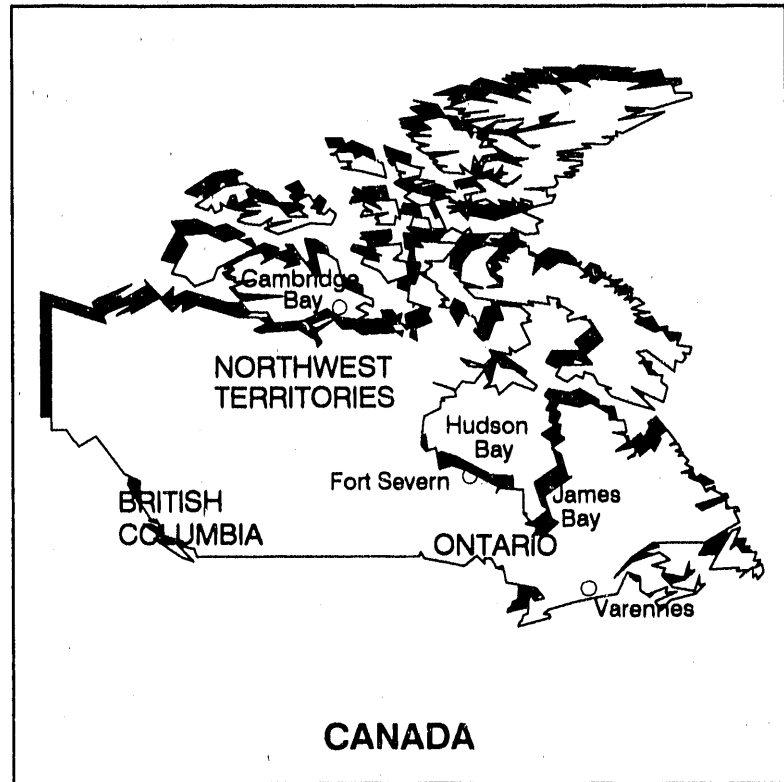 Cambridge
Bay
NORTHWEST
TERRITORIES
Hudson
Bay
Fort Severn
James
Bay
BRITISH
COLUMBIA
ONTARIO
Varennes
CANADA